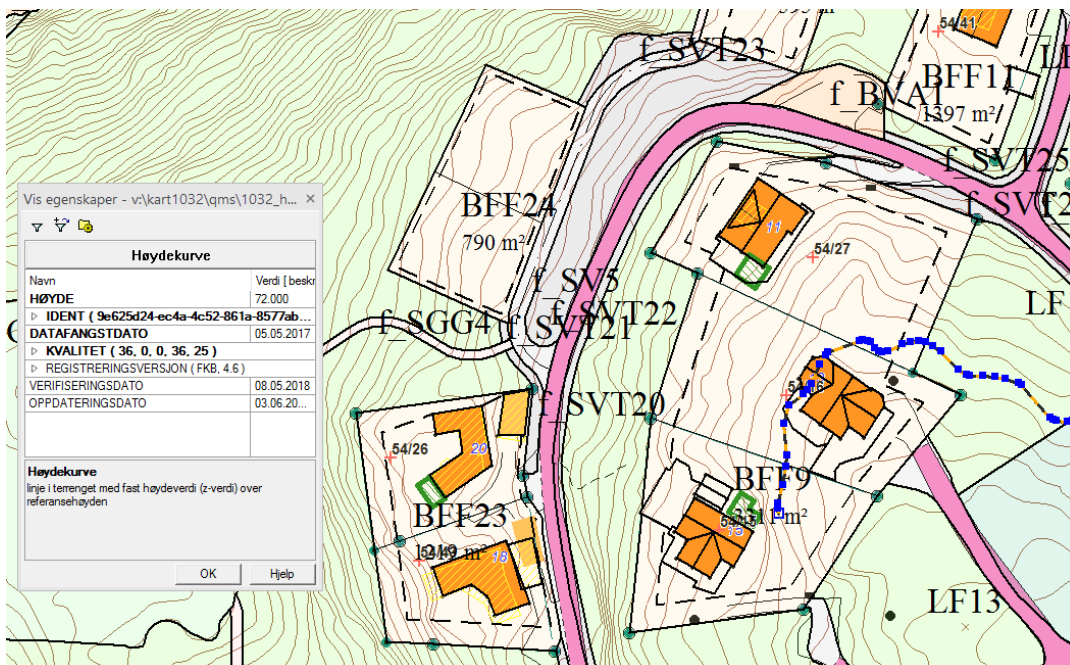 Vis egenskaper - v:\kart1032\qms\1032_h...
Høydekurve
Navn Verdi [ beskr
HØYDE 72.000
IDENT ( 9e625d24-ec4a-4c52-861a-8577ab...
DATAFANGSTDATO 05.05.2017
KVALITET ( 36, 0, 0, 36, 25 )
REGISTRERINGSVERSJON ( FKB, 4.6 )
VERIFISERINGSDATO 08.05.2018
OPPDATERINGSDATO 03.06.20...
Høydekurve
linje i terrenget med fast høydeverdi (z-verdi) over
referansehøyden
OK Hjelp
f_SVT23
54/41
BFF11
1397 m²
f_BVA1
f_SVT25
f_SVT2
BFF24
790 m²
11
54/27
f_SV5
f_SVT22
f_SGG4
f_SVT21
LF
f_SVT20
54/26
20
BFF9
3311 m²
BFF23
18
LF13